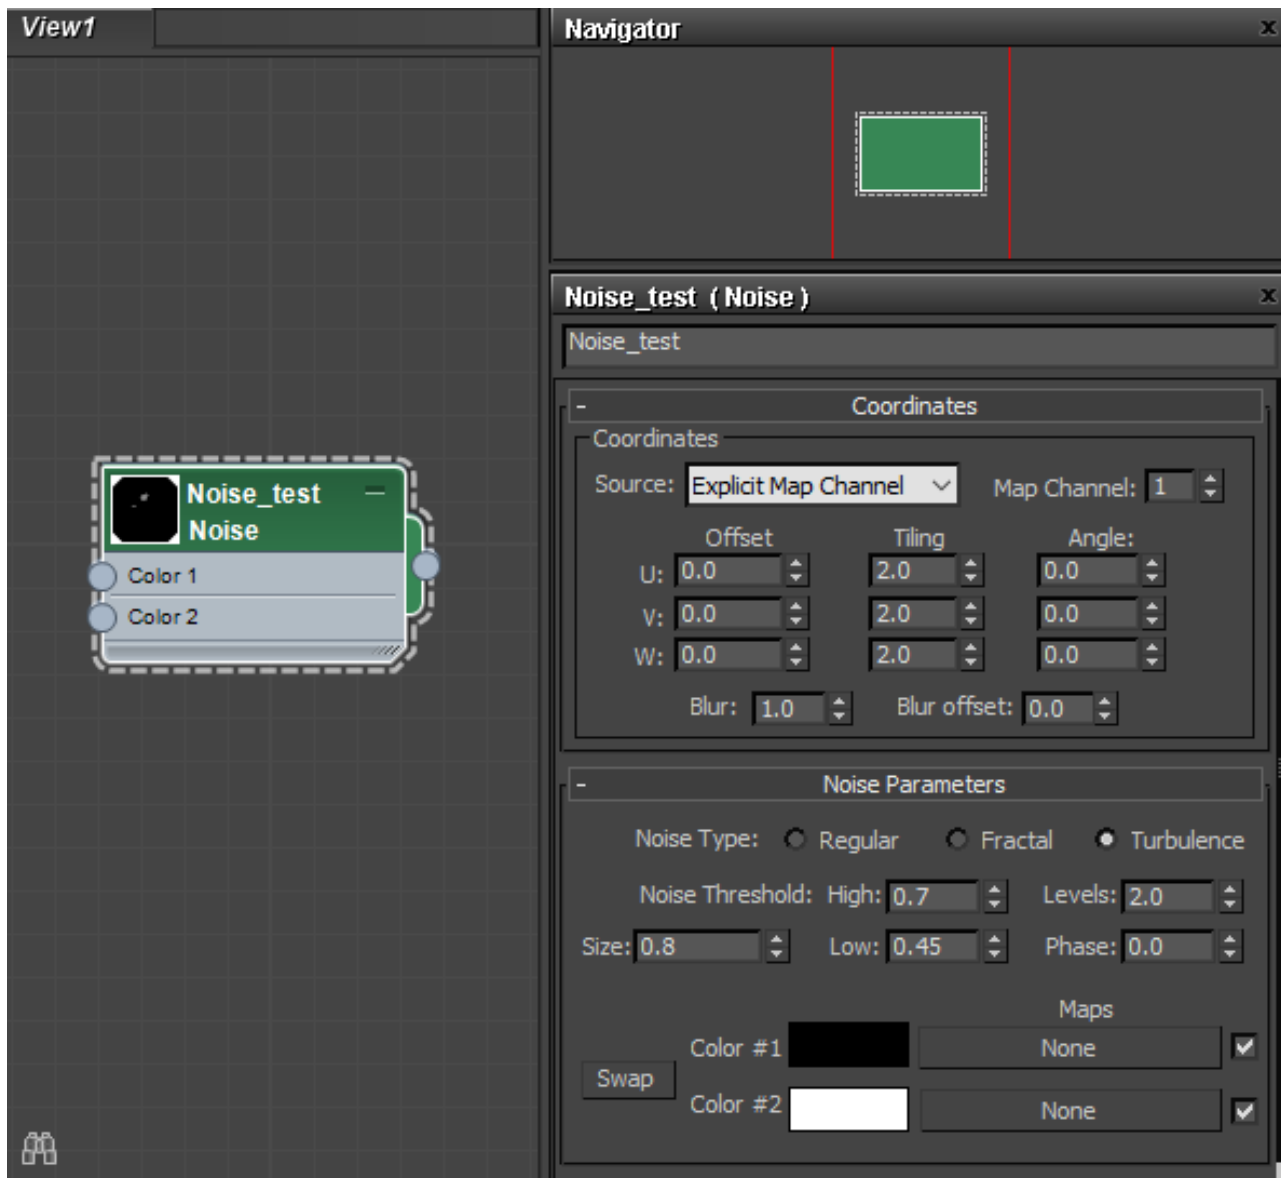 View1
Navigator
x
Noise_test ( Noise )
x
Noise_test
- Coordinates
Coordinates
Source: Explicit Map Channel Map Channel: 1
Offset Tiling Angle:
U: 0.0 2.0 0.0
V: 0.0 2.0 0.0
W: 0.0 2.0 0.0
Blur: 1.0 Blur offset: 0.0
- Noise Parameters
Noise Type: Regular Fractal Turbulence
Noise Threshold: High: 0.7 Levels: 2.0
Size: 0.8 Low: 0.45 Phase: 0.0
Maps
Color #1 None
Swap
Color #2 None
Noise_test
Noise
Color 1
Color 2